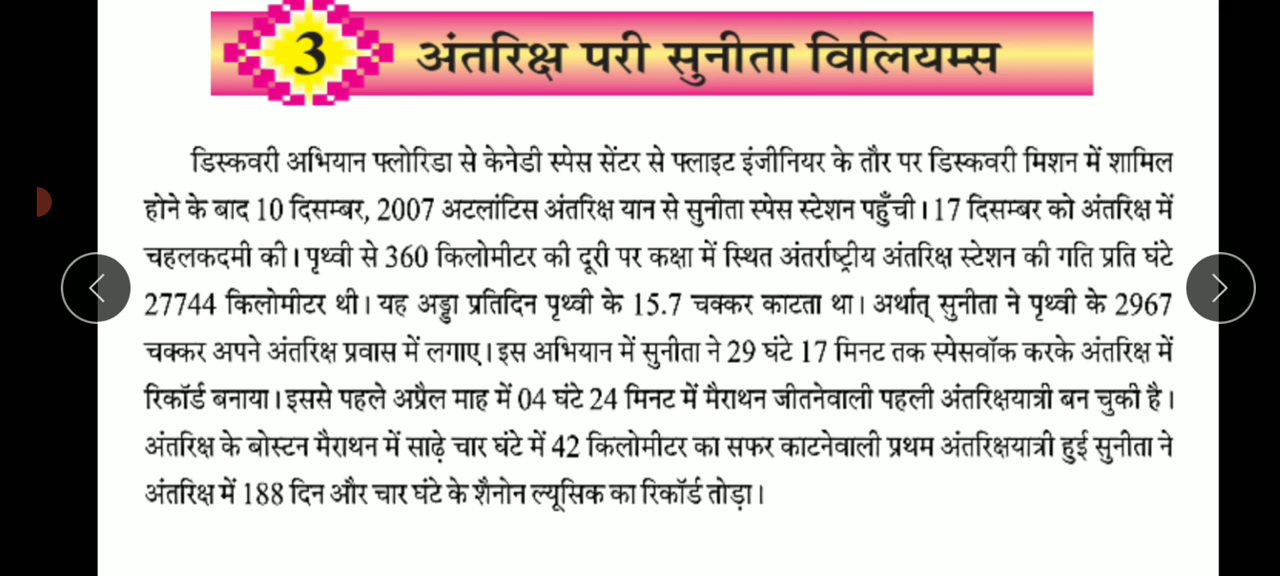 3 अंतरिक्ष परी सुनीता विलियम्स
डिस्कवरी अभियान फ्लोरिडा से केनेडी स्पेस सेंटर से फ्लाइट इंजीनियर के तौर पर डिस्कवरी मिशन में शामिल
होने के बाद 10 दिसम्बर, 2007 अटलांटिस अंतरिक्ष यान से सुनीता स्पेस स्टेशन पहुँची। 17 दिसम्बर को अंतरिक्ष में
चहलकदमी की। पृथ्वी से 360 किलोमीटर की दूरी पर कक्षा में स्थित अंतर्राष्ट्रीय अंतरिक्ष स्टेशन की गति प्रति घंटे
27744 किलोमीटर थी। यह अड्डा प्रतिदिन पृथ्वी के 15.7 चक्कर काटता था। अर्थात् सुनीता ने पृथ्वी के 2967
चक्कर अपने अंतरिक्ष प्रवास में लगाए। इस अभियान में सुनीता ने 29 घंटे 17 मिनट तक स्पेसवॉक करके अंतरिक्ष में
रिकॉर्ड बनाया। इससे पहले अप्रैल माह में 04 घंटे 24 मिनट में मैराथन जीतनेवाली पहली अंतरिक्षयात्री बन चुकी है।
अंतरिक्ष के बोस्टन मैराथन में साढ़े चार घंटे में 42 किलोमीटर का सफर काटनेवाली प्रथम अंतरिक्षयात्री हुई सुनीता ने
अंतरिक्ष में 188 दिन और चार घंटे के शैनोन ल्यूसिक का रिकॉर्ड तोड़ा।